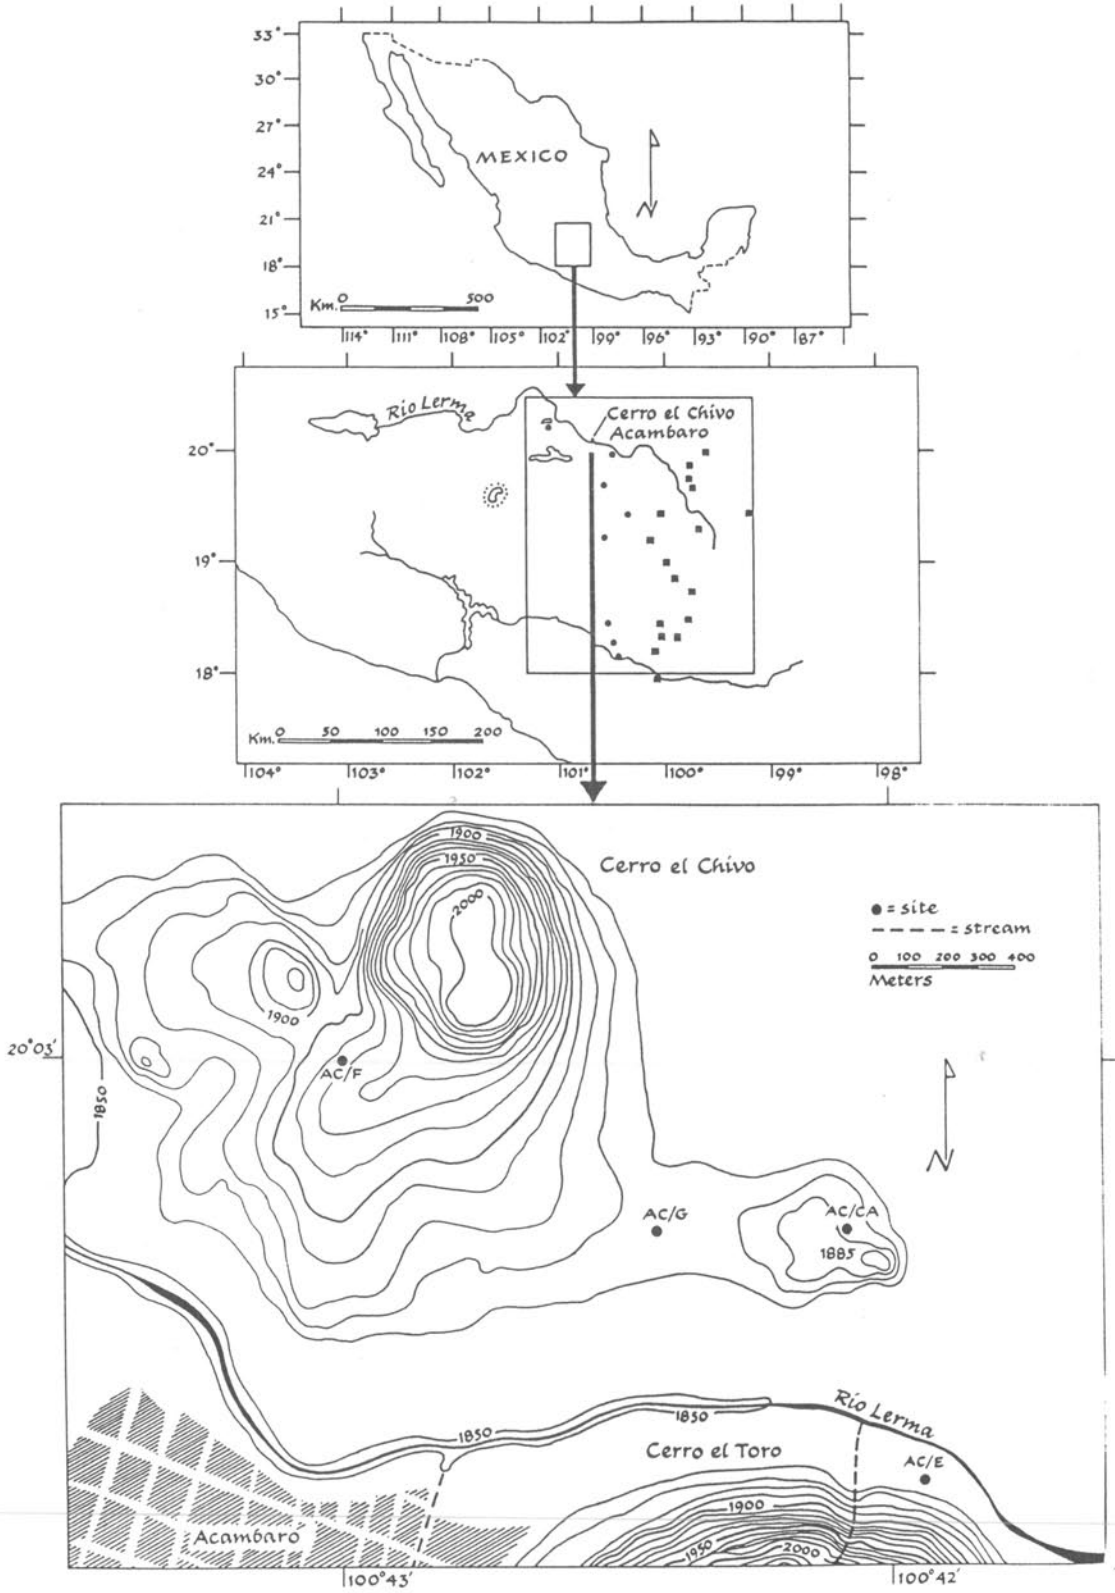 33°
30°
27°
24°
21°
18°
15°
MEXICO
Km. 0 500
114° 111° 108° 105° 102° 99° 96° 93° 90° 87°
Rio Lerma
Cerro el Chivo
Acambaro
20°
19°
18°
Km. 0 50 100 150 200
104° 103° 102° 101° 100° 99° 98°
1900
1950
2000
Cerro el Chivo
= site
= stream
0 100 200 300 400
Meters
1900
20°03'
AC/F
1850
AC/G
AC/CA
1885
Río Lerma
1850
1850
Cerro el Toro
AC/E
1900
1950
2000
Acambaró
100°43' 100°42'